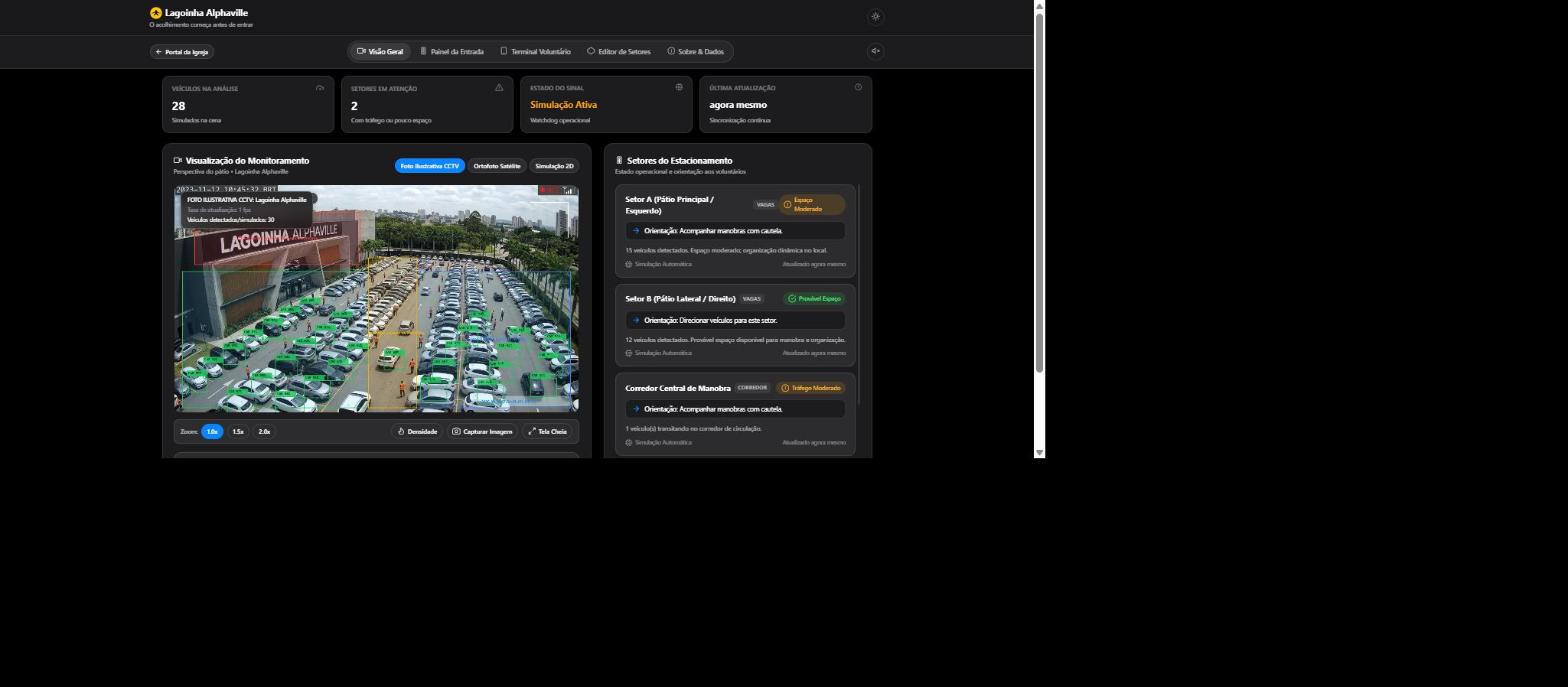 Lagoinha Alphaville
O acolhimento começa antes de entrar
Portal da Igreja
Visão Geral
Painel da Entrada
Terminal Voluntário
Editor de Setores
Sobre & Dados
VEÍCULOS NA ANÁLISE
28
Simulados na cena
SETORES EM ATENÇÃO
2
Com tráfego ou pouco espaço
ESTADO DO SINAL
Simulação Ativa
Watchdog operacional
ÚLTIMA ATUALIZAÇÃO
agora mesmo
Sincronização contínua
Visualização do Monitoramento
Perspectiva do pátio • Lagoinha Alphaville
Foto Ilustrativa CCTV
Ortofoto Satélite
Simulação 2D
2023-11-12 10:45:32 BRT
FOTO ILUSTRATIVA CCTV: Lagoinha Alphaville
Taxa de atualização: 1 fps
Veículos detectados/simulados: 30
LAGOINHA ALPHAVILLE
Zoom:
1.0x
1.5x
2.0x
Densidade
Capturar Imagem
Tela Cheia
Setores do Estacionamento
Estado operacional e orientação aos voluntários
Setor A (Pátio Principal /
Esquerdo)
VAGAS
Espaço
Moderado
Orientação: Acompanhar manobras com cautela.
15 veículos detectados. Espaço moderado; organização dinâmica no local.
Simulação Automática
Atualizado agora mesmo
Setor B (Pátio Lateral / Direito)
VAGAS
Provável Espaço
Orientação: Direcionar veículos para este setor.
12 veículos detectados. Provável espaço disponível para manobra e organização.
Simulação Automática
Atualizado agora mesmo
Corredor Central de Manobra
CORREDOR
Tráfego Moderado
Orientação: Acompanhar manobras com cautela.
1 veículo(s) transitando no corredor de circulação.
Simulação Automática
Atualizado agora mesmo